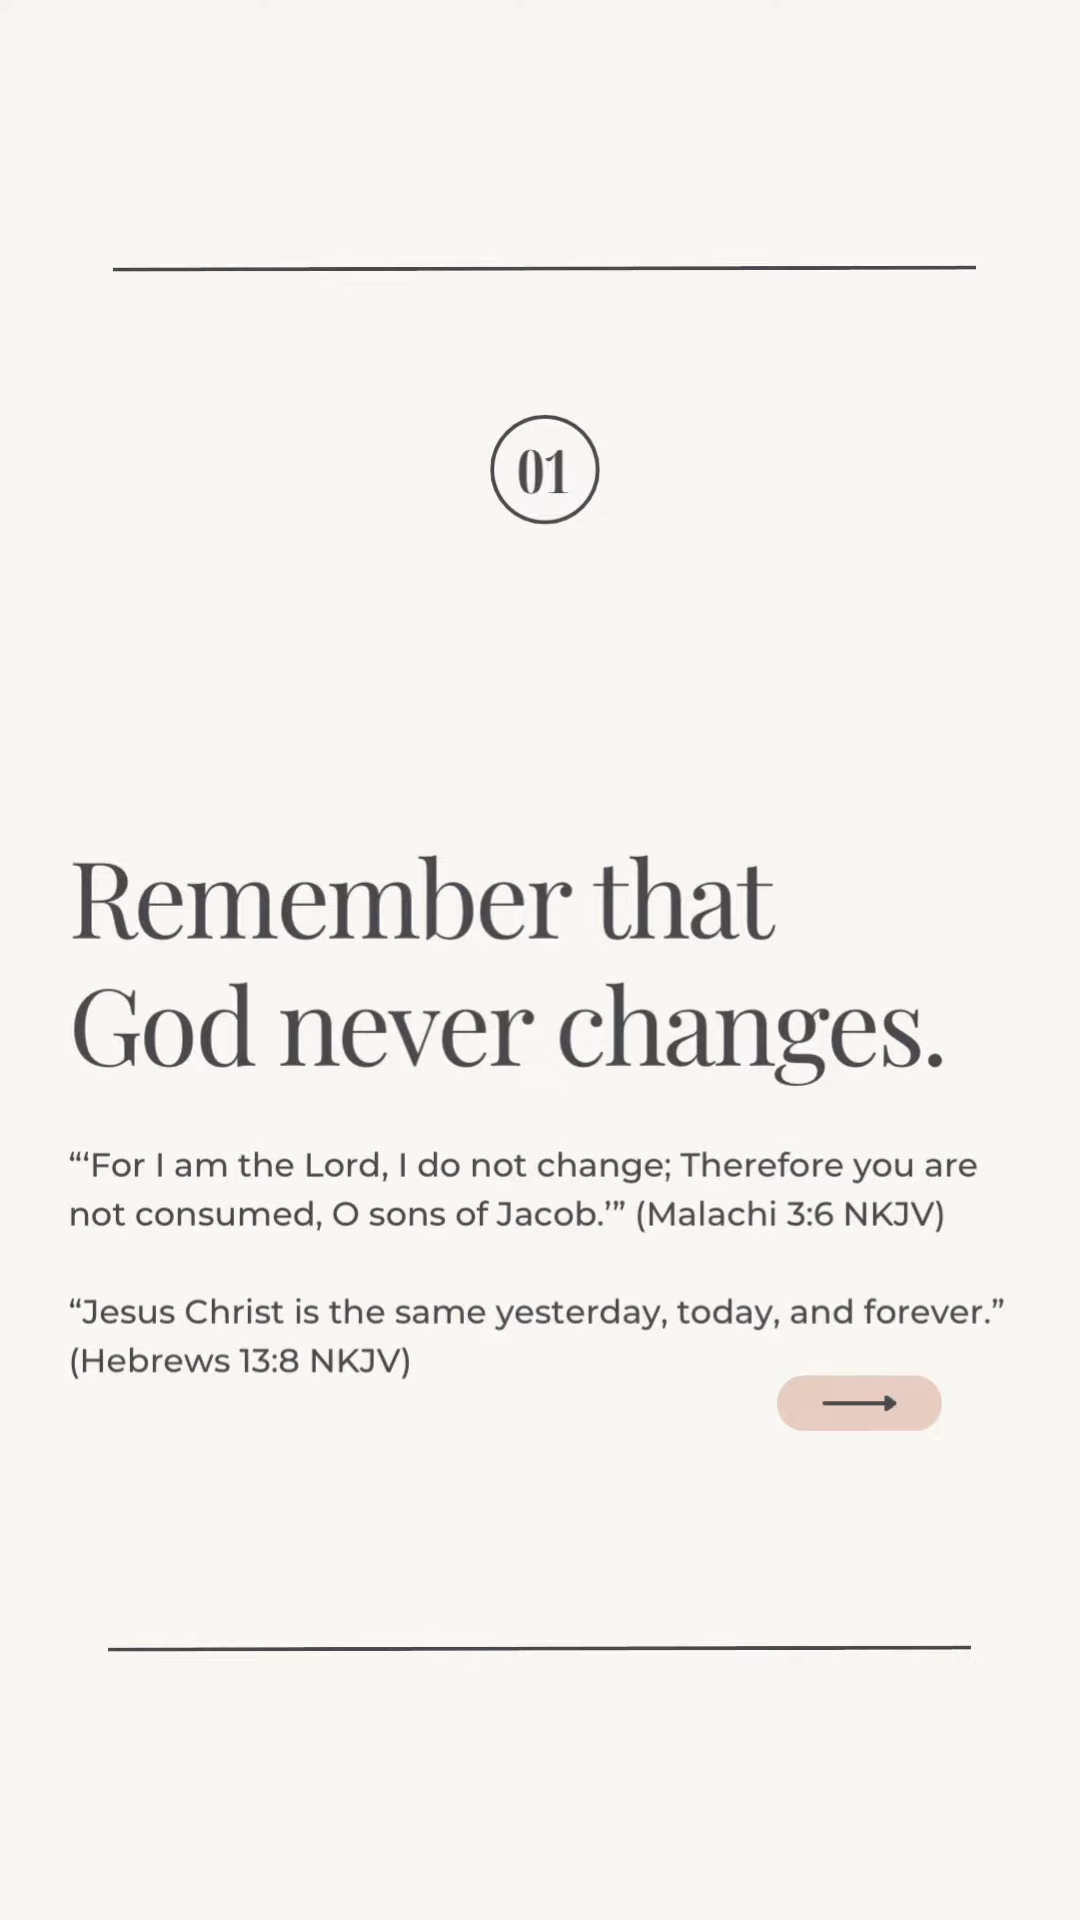 01
Remember that
God never changes.
“‘For I am the Lord, I do not change; Therefore you are
not consumed, O sons of Jacob.’” (Malachi 3:6 NKJV)
“Jesus Christ is the same yesterday, today, and forever.”
(Hebrews 13:8 NKJV)